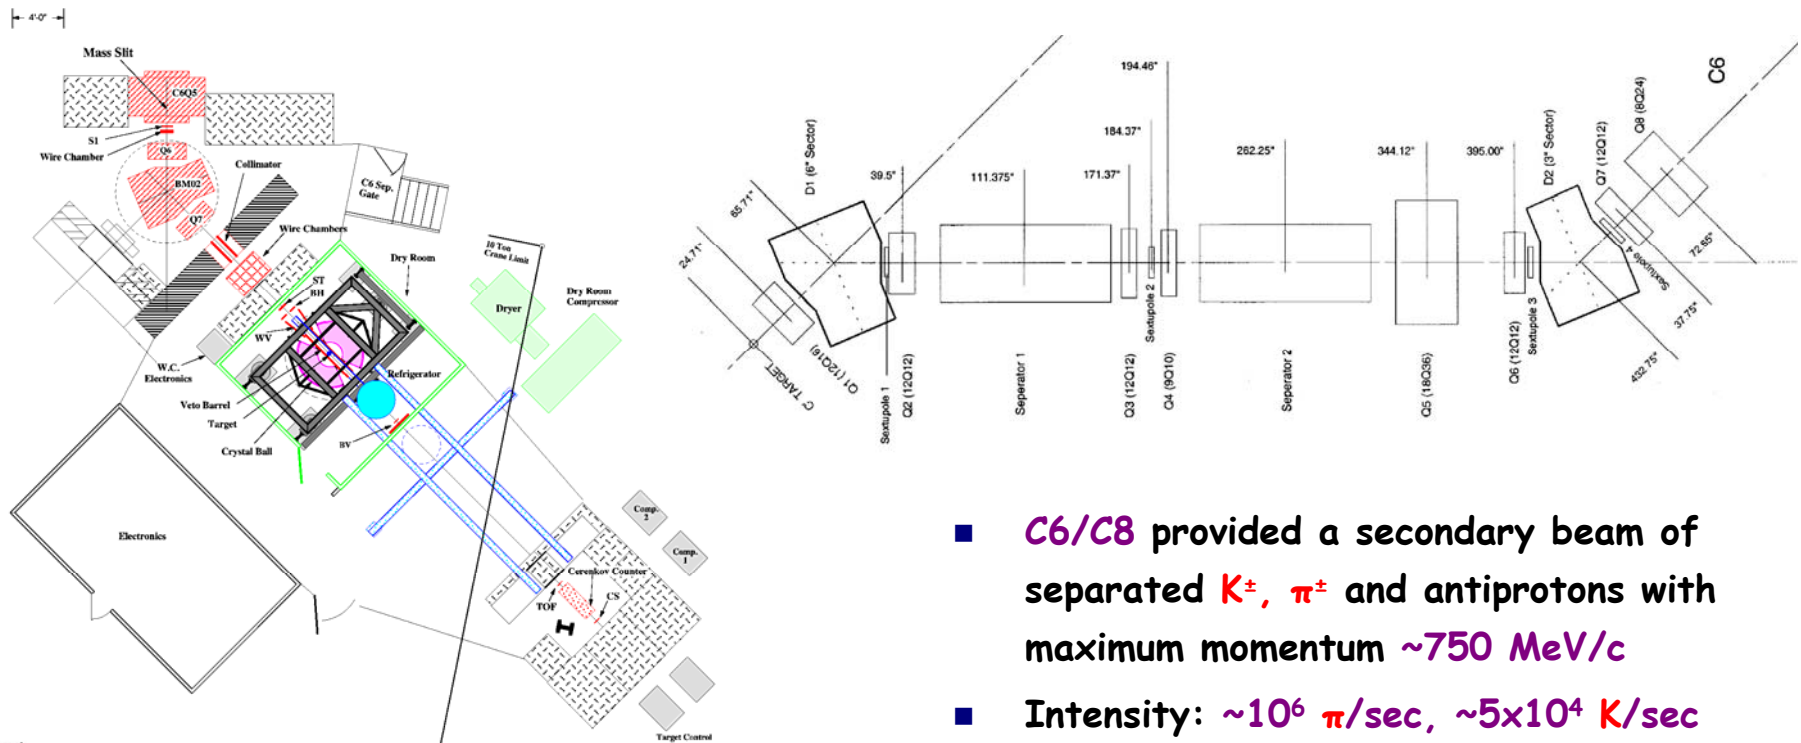 4'-0"
Mass Slit
C6Q5
S1
Wire Chamber
Q6
Collimator
BM02
Q7
C6 Sep.
Gate
Wire Chambers
10 Ton
Crane Limit
Dry Room
ST
BH
Dryer
Dry Room
Compressor
WV
W.C.
Electronics
Refrigerator
Veto Barrel
Target
Crystal Ball
BV
Electronics
Comp.
2
Comp.
1
Cerenkov Counter
TOF
CS
Target Control
C6
194.46"
184.37"
D1 (6" Sector)
39.5"
111.375"
171.37"
262.25"
344.12"
395.00"
D2 (3" Sector)
Q7 (12Q12)
Q8 (8Q24)
65.71"
24.71"
C' TARGET
Q1 (12Q16)
Sextupole 1
Q2 (12Q12)
Seperator 1
Q3 (12Q12)
Sextupole 2
Q4 (9Q10)
Seperator 2
Q5 (18Q36)
Q6 (12Q12)
Sextupole 3
Sextupole 4
72.65"
37.75"
432.75"
■ C6/C8 provided a secondary beam of
separated K±, π± and antiprotons with
maximum momentum ~750 MeV/c
■ Intensity: ~10⁶ π/sec, ~5x10⁴ K/sec